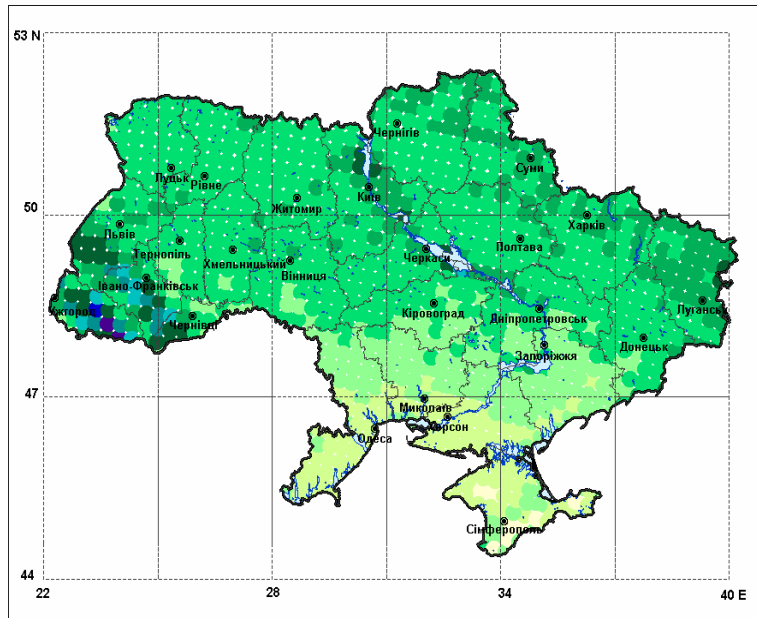 53 N
Чернігів
Суми
Луцьк
Рівне
Київ
Житомир
50
Харків
Львів
Полтава
Тернопіль
Черкаси
Хмельницький
Вінниця
Івано-Франківськ
Ужгород
Луганськ
Кіровоград
Дніпропетровськ
Чернівці
Донецьк
Запоріжжя
47
Миколаїв
Херсон
Одеса
Сімферополь
44
22
28
34
40 E